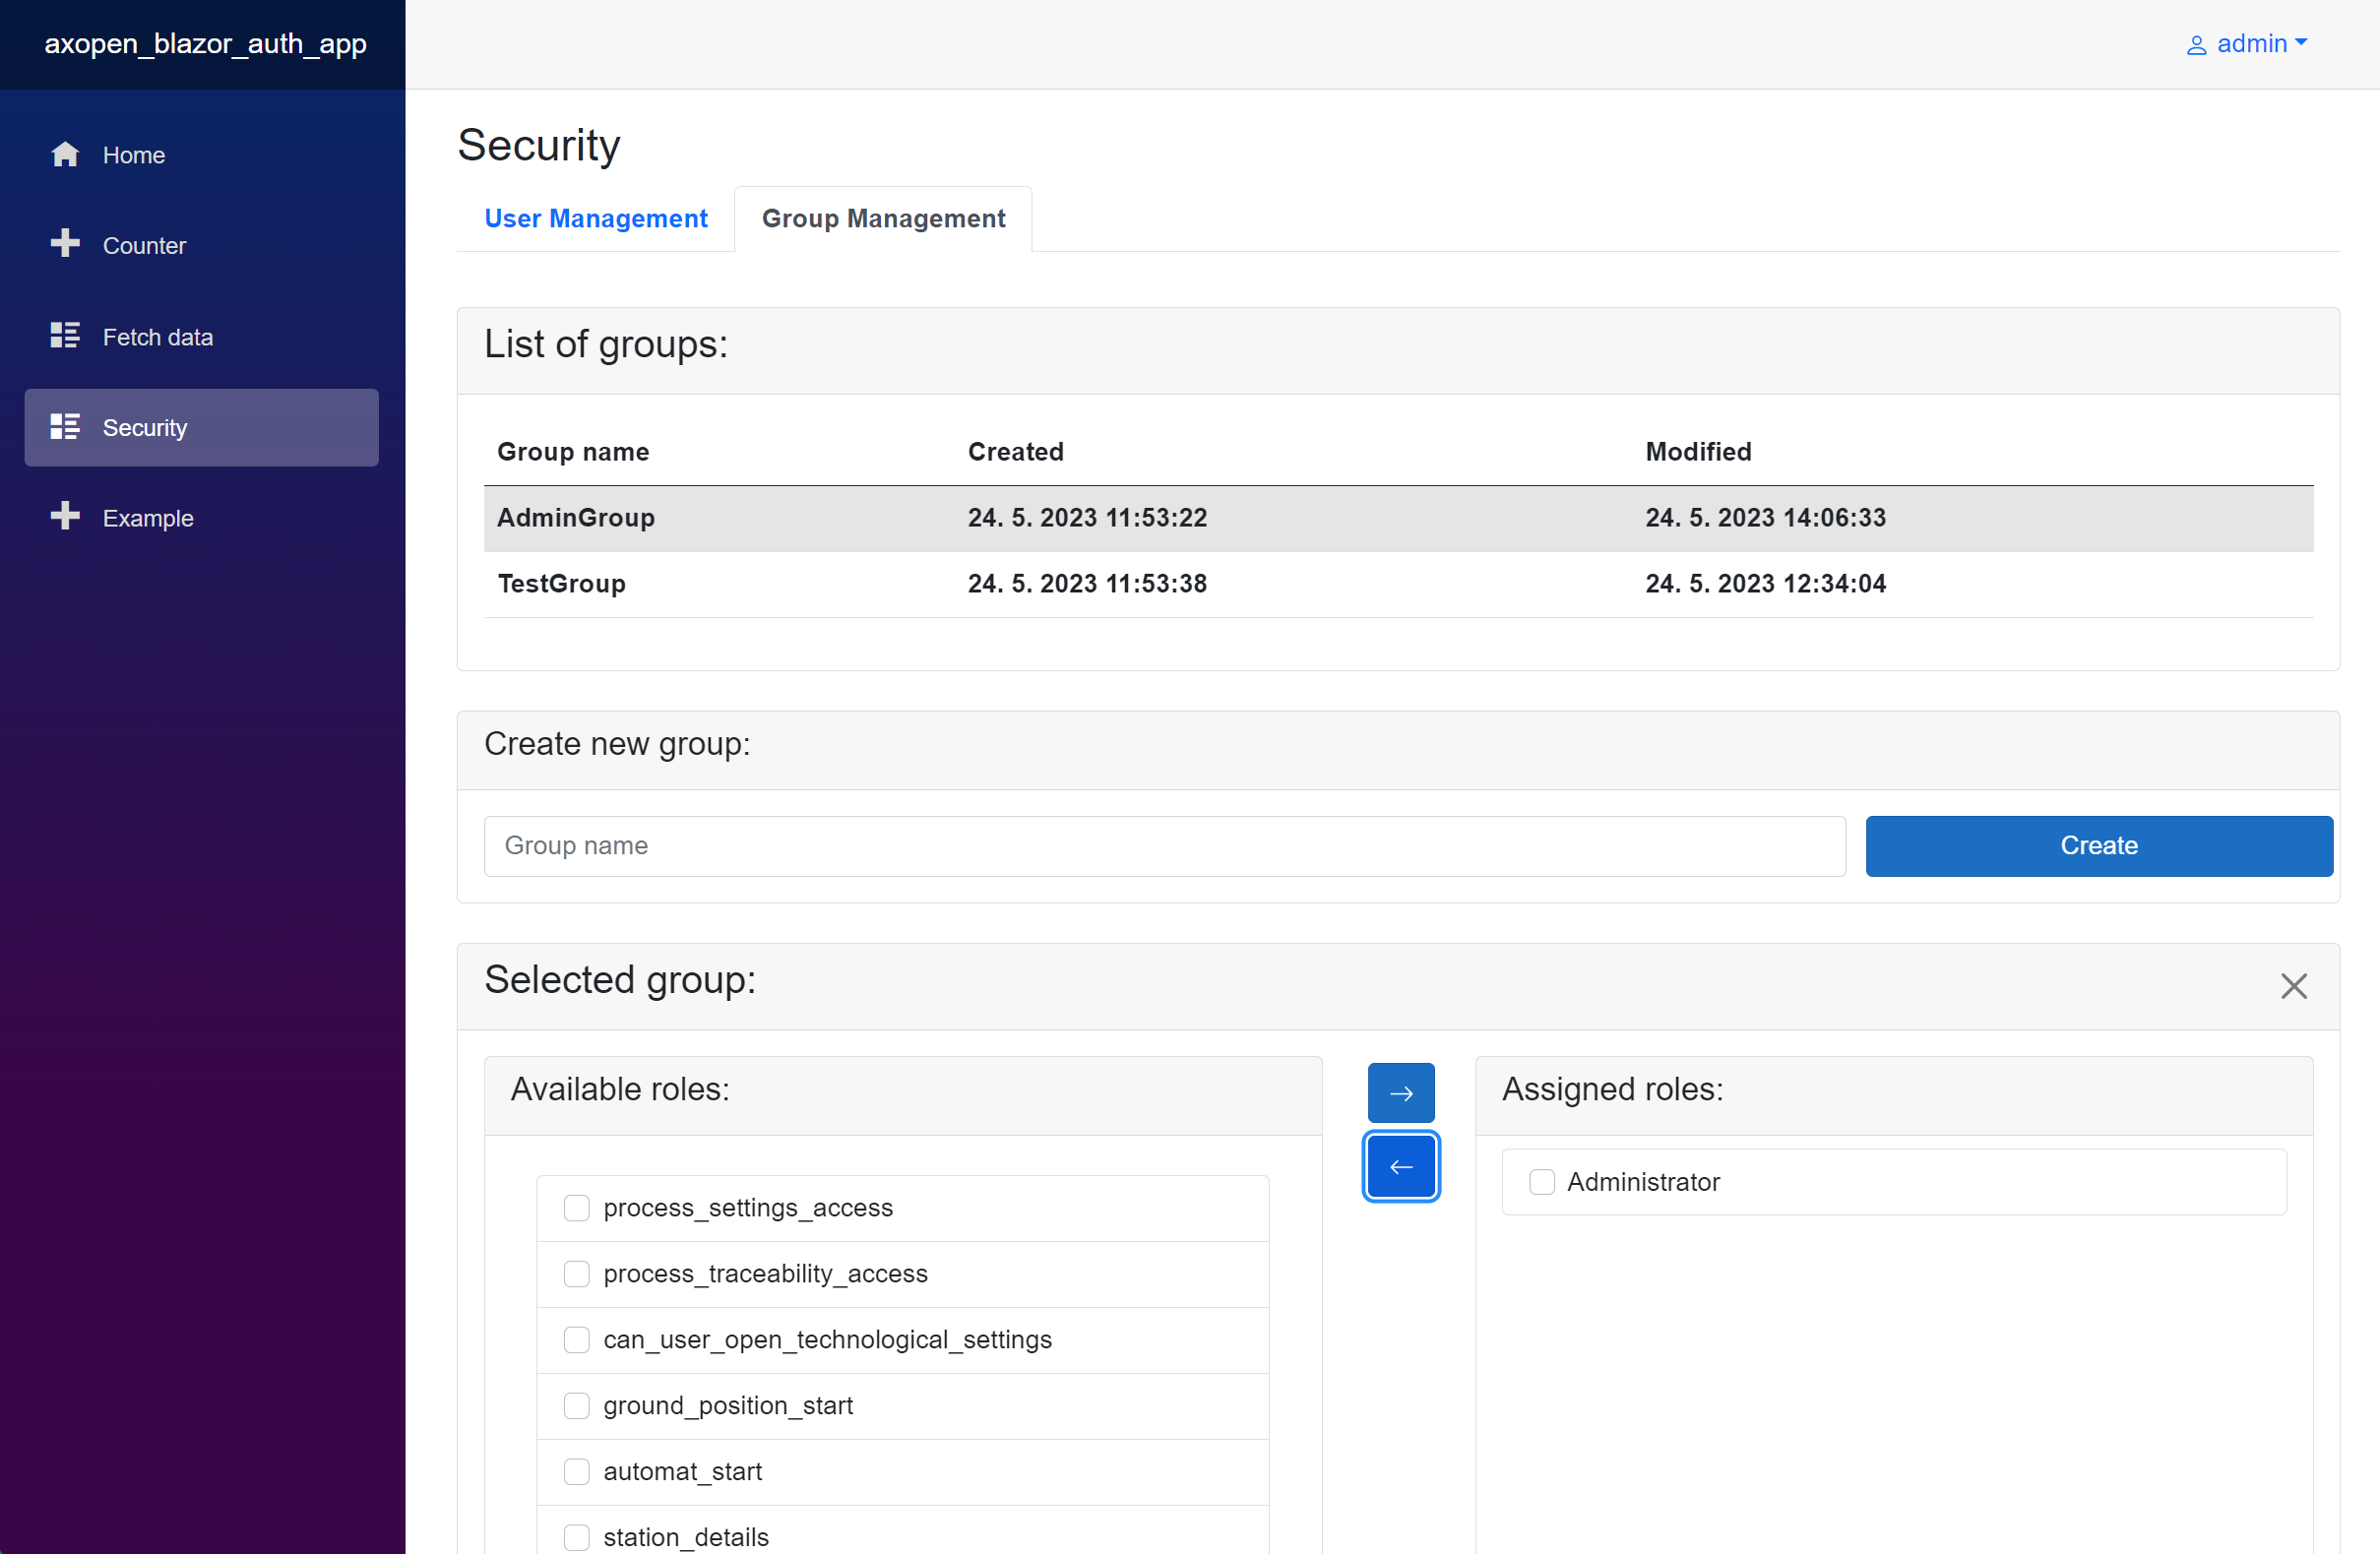 axopen_blazor_auth_app
admin
Home
Counter
Fetch data
Security
Example
Security
User Management
Group Management
List of groups:
Group name Created Modified
AdminGroup 24. 5. 2023 11:53:22 24. 5. 2023 14:06:33
TestGroup 24. 5. 2023 11:53:38 24. 5. 2023 12:34:04
Create new group:
Group name
Create
Selected group:
Available roles:
process_settings_access
process_traceability_access
can_user_open_technological_settings
ground_position_start
automat_start
station_details
Assigned roles:
Administrator